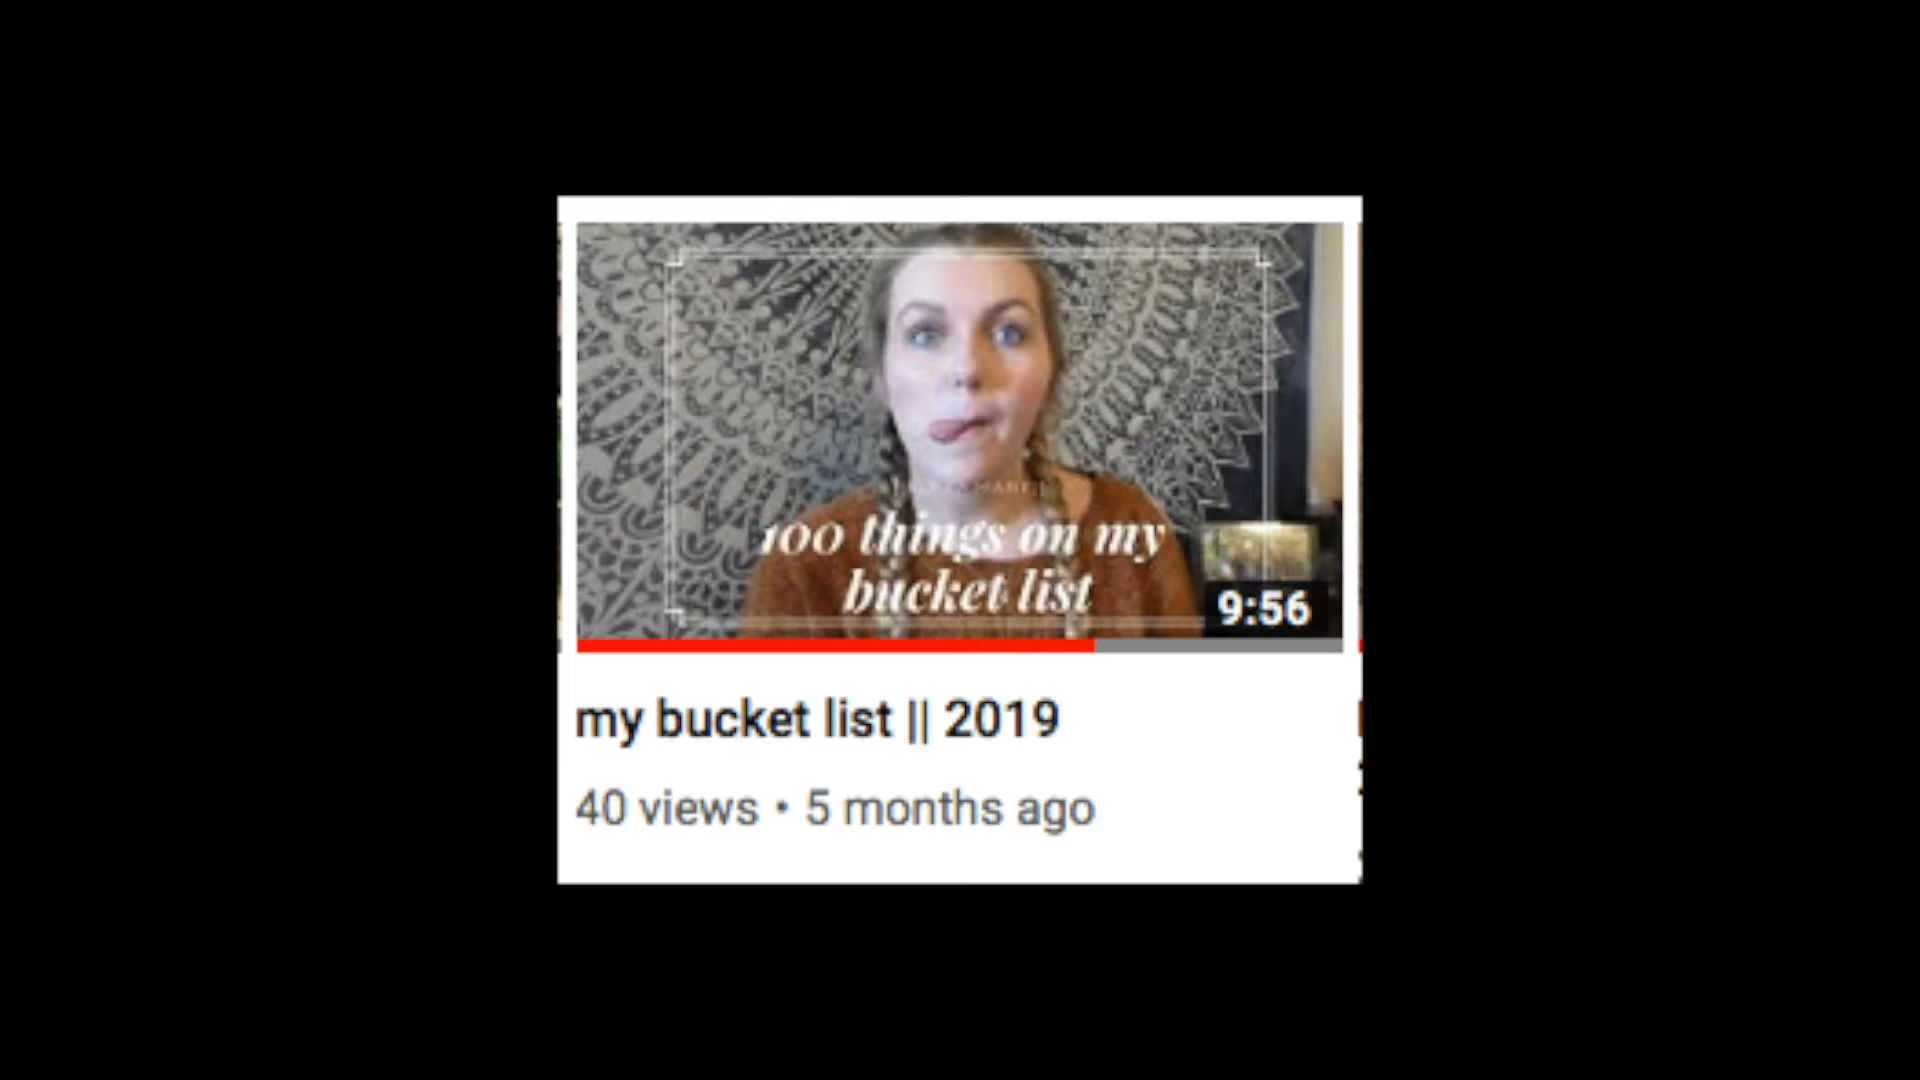 100 things on my
bucket list
9:56
my bucket list || 2019
40 views • 5 months ago